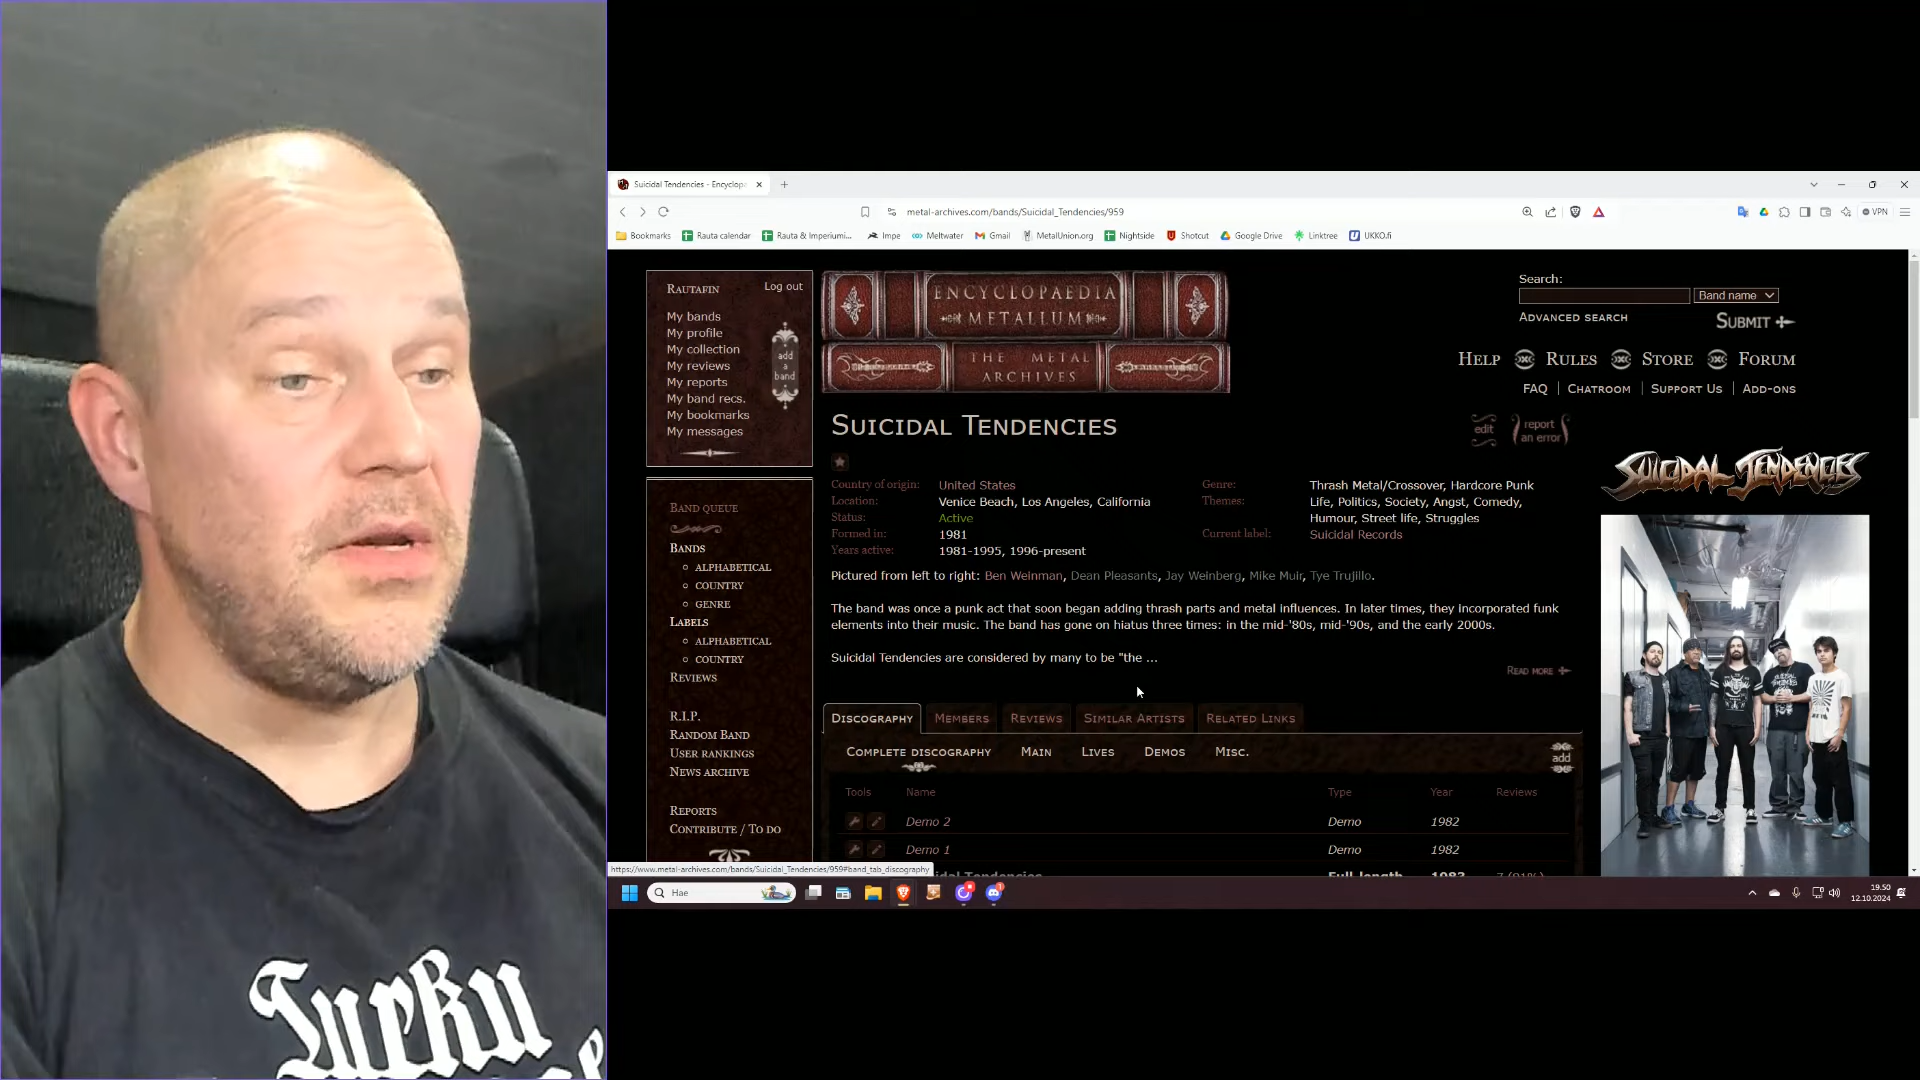 Suicidal Tendencies - Encyclop
metal-archives.com/bands/Suicidal_Tendencies/959
VPN
Bookmarks
Rauta calendar
Rauta & Imperiumi...
Impe
Meltwater
Gmail
MetalUnion.org
Nightside
Shotcut
Google Drive
Linktree
UKKO.fi
Rautafin
Log out
My bands
My profile
My collection
My reviews
My reports
My band recs.
My bookmarks
My messages
add
a
band
ENCYCLOPAEDIA
METALLUM
THE METAL
ARCHIVES
Search:
Band name
Advanced search
Submit
Help
Rules
Store
Forum
FAQ
Chatroom
Support Us
Add-ons
Suicidal Tendencies
edit
report
an error
SUICIDAL TENDENCIES
Country of origin: United States
Location: Venice Beach, Los Angeles, California
Status: Active
Formed in: 1981
Years active: 1981-1995, 1996-present
Genre: Thrash Metal/Crossover, Hardcore Punk
Themes: Life, Politics, Society, Angst, Comedy,
Humour, Street life, Struggles
Current label: Suicidal Records
Pictured from left to right: Ben Weinman, Dean Pleasants, Jay Weinberg, Mike Muir, Tye Trujillo.
The band was once a punk act that soon began adding thrash parts and metal influences. In later times, they incorporated funk
elements into their music. The band has gone on hiatus three times: in the mid-'80s, mid-'90s, and the early 2000s.
Suicidal Tendencies are considered by many to be "the ...
Read more
Band queue
Bands
alphabetical
country
genre
Labels
alphabetical
country
Reviews
R.I.P.
Random Band
User rankings
News archive
Reports
Contribute / To do
Discography
Members
Reviews
Similar Artists
Related Links
Complete discography
Main
Lives
Demos
Misc.
add
Tools Name Type Year Reviews
Demo 2 Demo 1982
Demo 1 Demo 1982
Tendencies Full-length 1983 7 (91%)
https://www.metal-archives.com/bands/Suicidal_Tendencies/959#band_tab_discography
Hae
19.50
12.10.2024
Turku